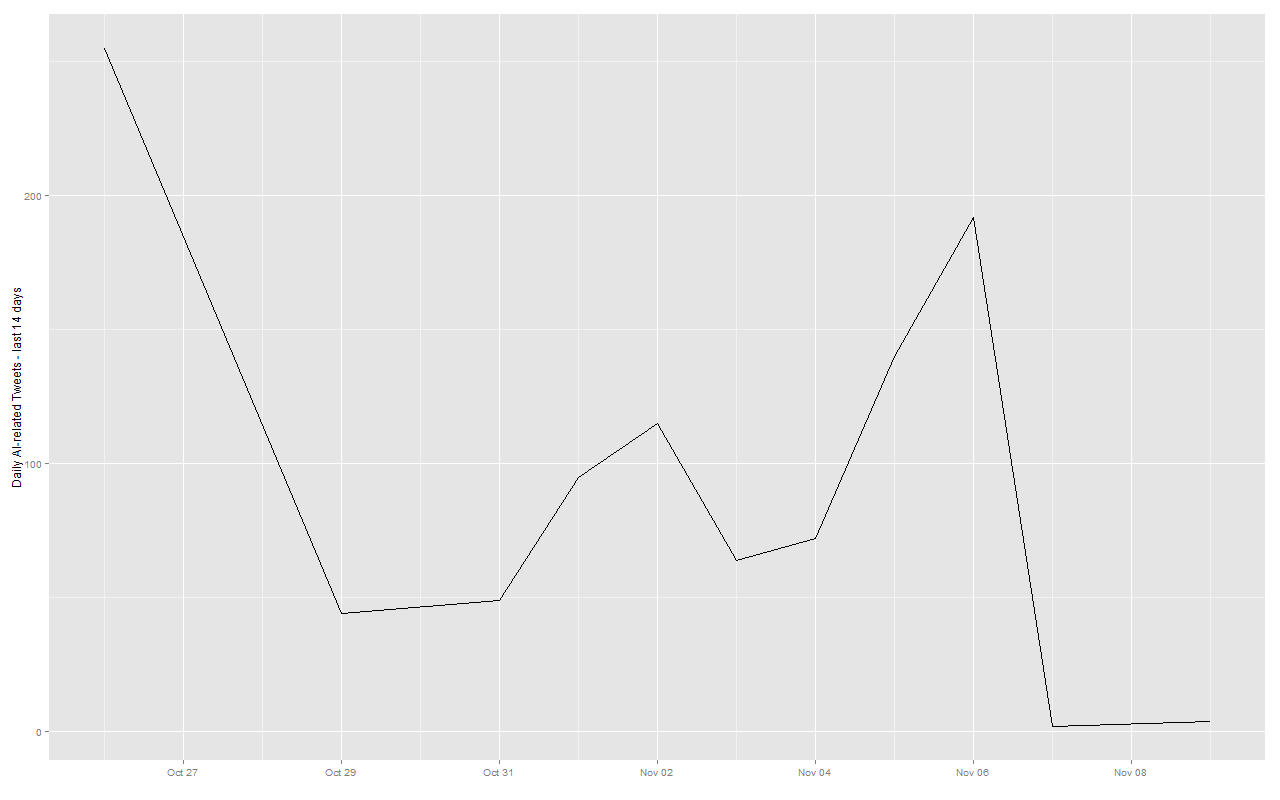 Daily AI-related Tweets - last 14 days
200
100
0
Oct 27
Oct 29
Oct 31
Nov 02
Nov 04
Nov 06
Nov 08